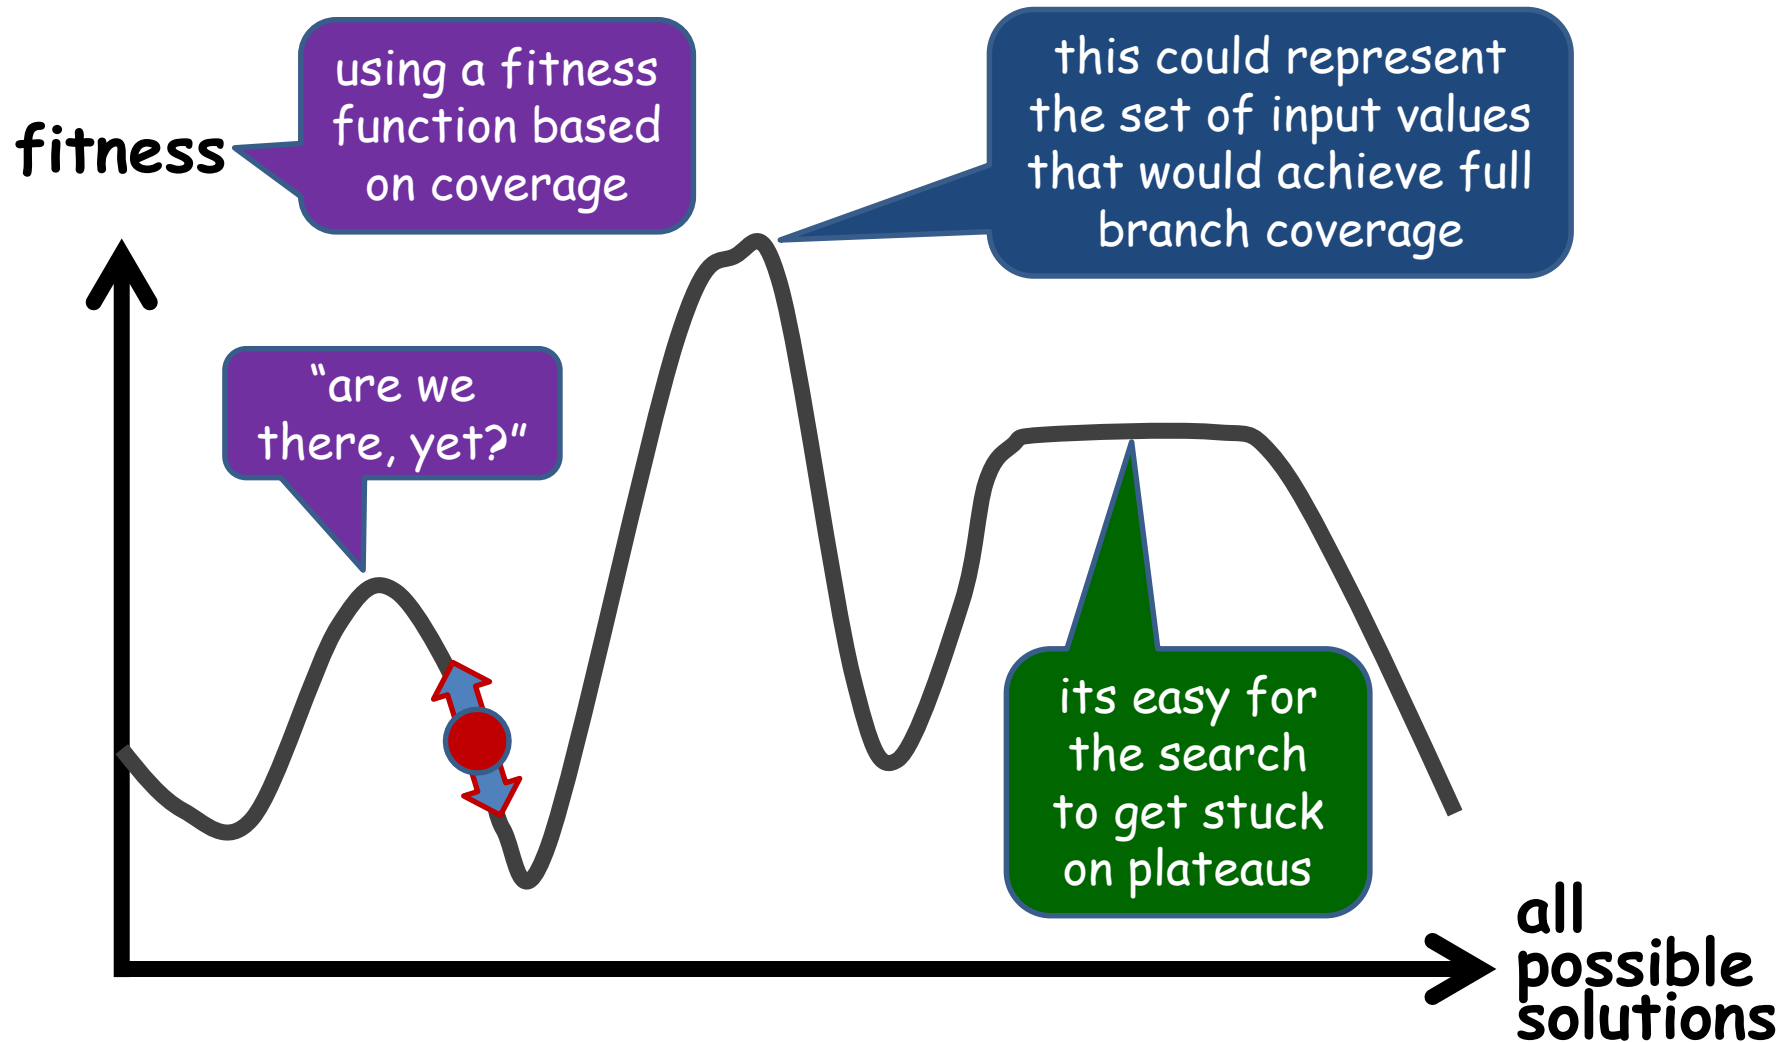 using a fitness
function based
on coverage
this could represent
the set of input values
that would achieve full
branch coverage
fitness
“are we
there, yet?”
its easy for
the search
to get stuck
on plateaus
all
possible
solutions